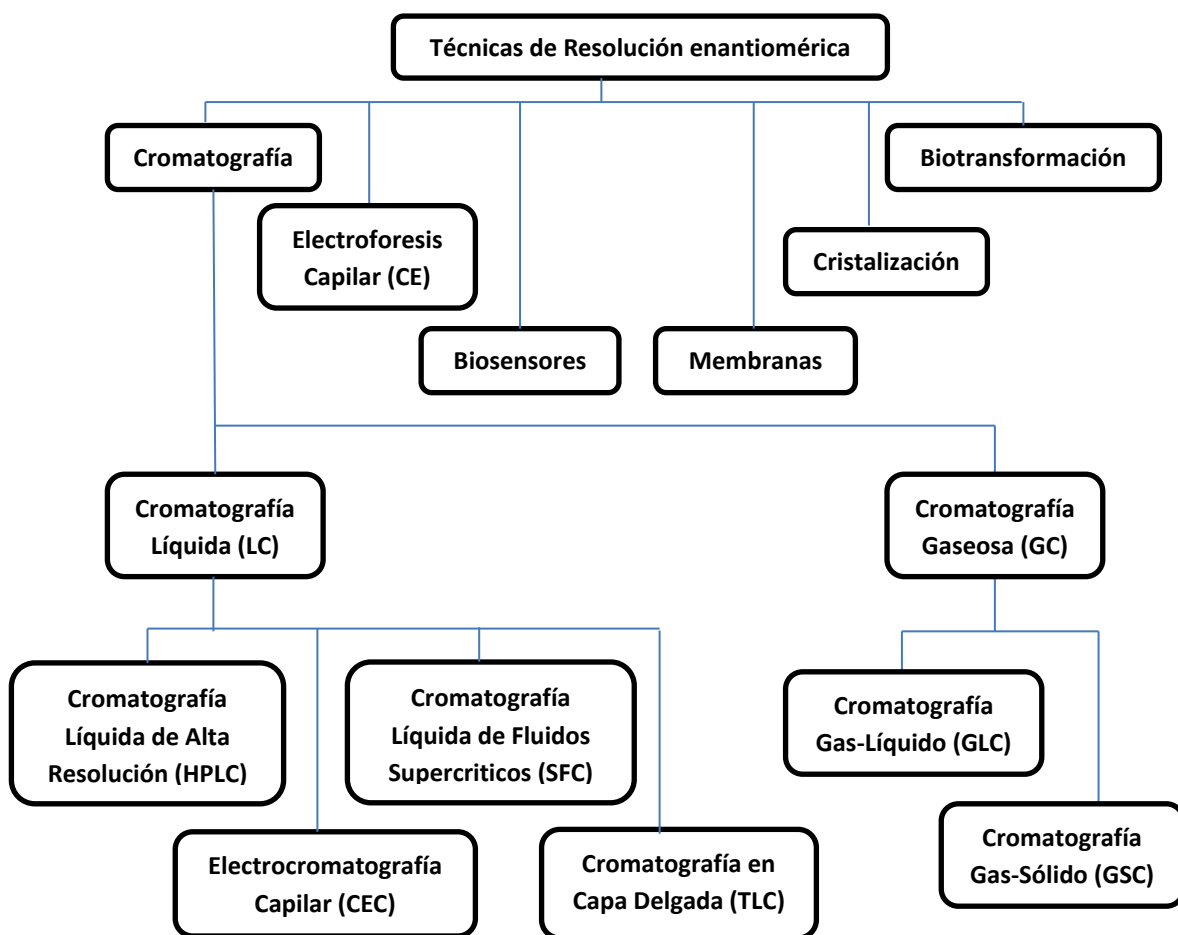 Técnicas de Resolución enantiomérica
Cromatografía
Biotransformación
Electroforesis
Capilar (CE)
Cristalización
Biosensores
Membranas
Cromatografía
Líquida (LC)
Cromatografía
Gaseosa (GC)
Cromatografía
Líquida de Alta
Resolución (HPLC)
Cromatografía
Líquida de Fluidos
Supercriticos (SFC)
Cromatografía
Gas-Líquido (GLC)
Electrocromatografía
Capilar (CEC)
Cromatografía en
Capa Delgada (TLC)
Cromatografía
Gas-Sólido (GSC)